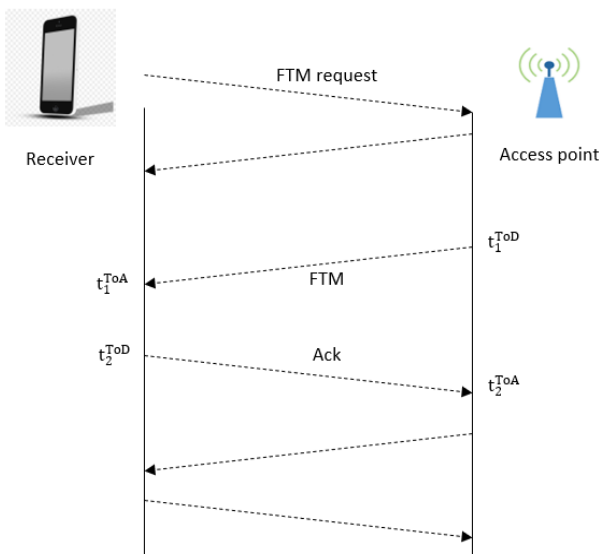 FTM request
Receiver
Access point
t₁ᵀᵒᴰ
t₁ᵀᵒᴬ
FTM
t₂ᵀᵒᴰ
Ack
t₂ᵀᵒᴬ